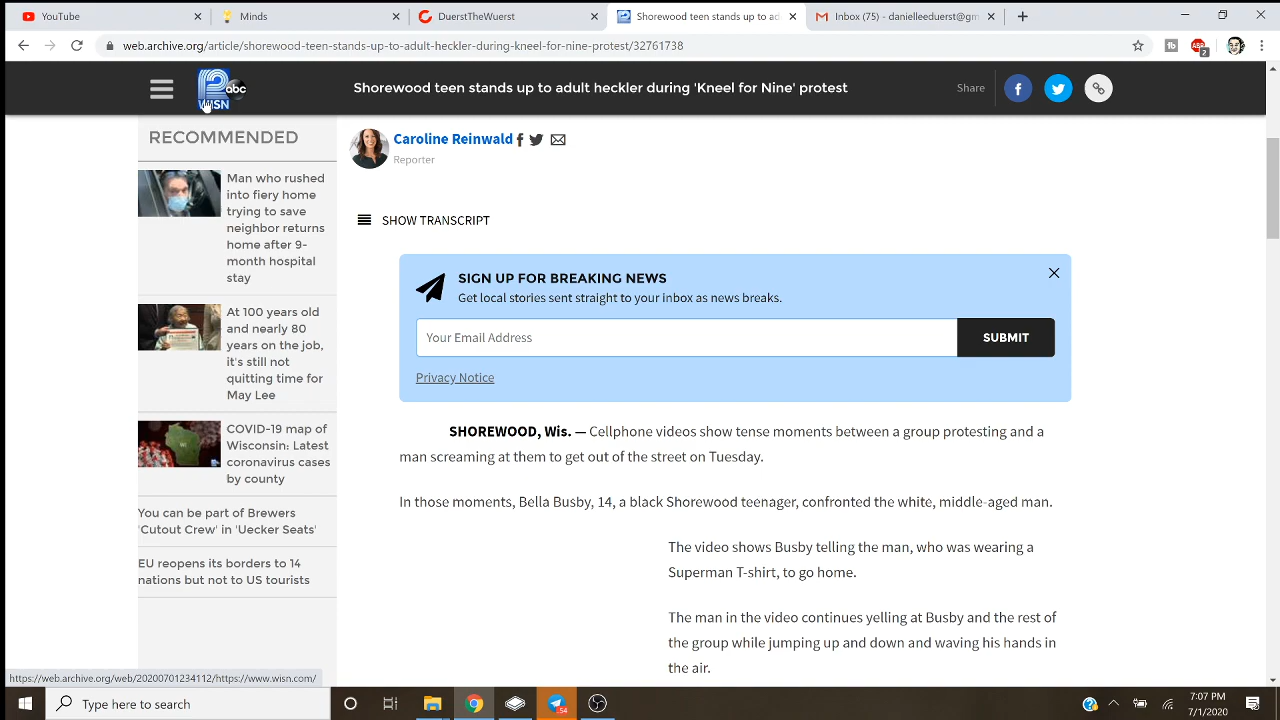 YouTube
Minds
DuerstTheWuerst
Shorewood teen stands up to ad
Inbox (75) - danielleeduerst@gm
web.archive.org/article/shorewood-teen-stands-up-to-adult-heckler-during-kneel-for-nine-protest/32761738
ABP
2
12
WISN
abc
Shorewood teen stands up to adult heckler during 'Kneel for Nine' protest
Share
RECOMMENDED
Man who rushed
into fiery home
trying to save
neighbor returns
home after 9-
month hospital
stay
At 100 years old
and nearly 80
years on the job,
it's still not
quitting time for
May Lee
COVID-19 map of
Wisconsin: Latest
coronavirus cases
by county
You can be part of Brewers
'Cutout Crew' in 'Uecker Seats'
EU reopens its borders to 14
nations but not to US tourists
Caroline Reinwald
Reporter
SHOW TRANSCRIPT
SIGN UP FOR BREAKING NEWS
Get local stories sent straight to your inbox as news breaks.
Your Email Address
SUBMIT
Privacy Notice
SHOREWOOD, Wis. — Cellphone videos show tense moments between a group protesting and a
man screaming at them to get out of the street on Tuesday.
In those moments, Bella Busby, 14, a black Shorewood teenager, confronted the white, middle-aged man.
The video shows Busby telling the man, who was wearing a
Superman T-shirt, to go home.
The man in the video continues yelling at Busby and the rest of
the group while jumping up and down and waving his hands in
the air.
https://web.archive.org/web/20200701234112/https://www.wisn.com/
Type here to search
54
7:07 PM
7/1/2020